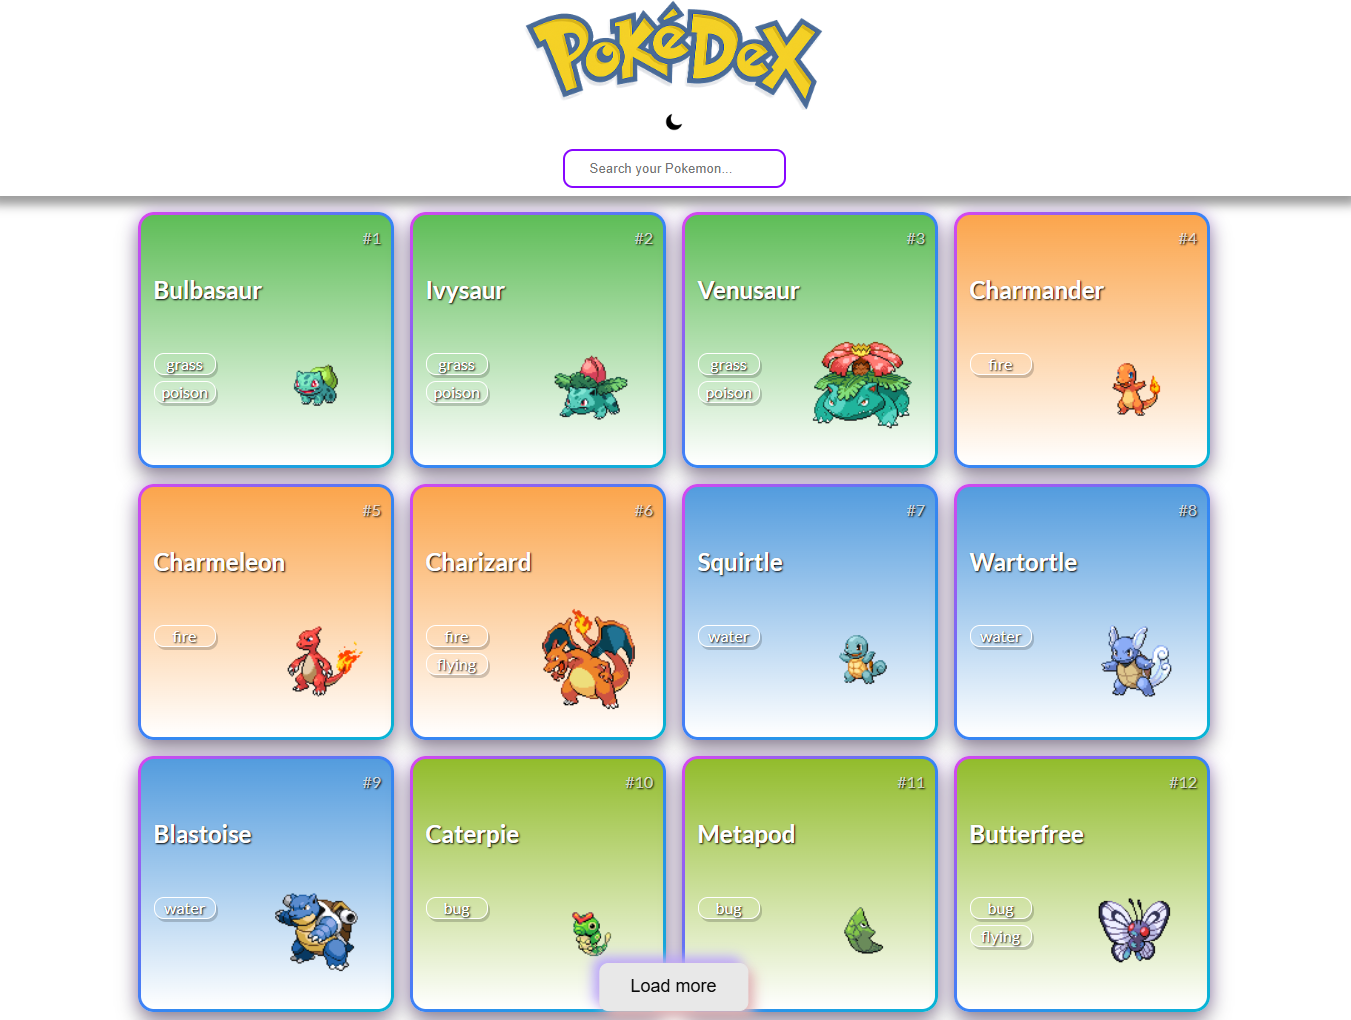 PokéDex
Search your Pokemon...
#1
Bulbasaur
grass
poison
#2
Ivysaur
grass
poison
#3
Venusaur
grass
poison
#4
Charmander
fire
#5
Charmeleon
fire
#6
Charizard
fire
flying
#7
Squirtle
water
#8
Wartortle
water
#9
Blastoise
water
#10
Caterpie
bug
#11
Metapod
bug
#12
Butterfree
bug
flying
Load more